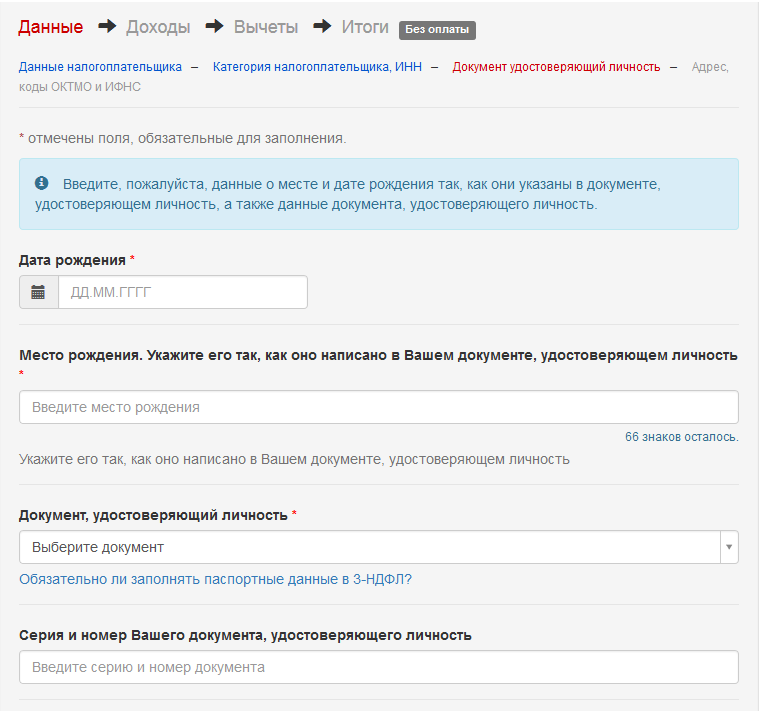 Данные → Доходы → Вычеты → Итоги Без оплаты
Данные налогоплательщика – Категория налогоплательщика, ИНН – Документ удостоверяющий личность – Адрес,
коды ОКТМО и ИФНС
* отмечены поля, обязательные для заполнения.
Введите, пожалуйста, данные о месте и дате рождения так, как они указаны в документе,
удостоверяющем личность, а также данные документа, удостоверяющего личность.
Дата рождения *
ДД.ММ.ГГГГ
Место рождения. Укажите его так, как оно написано в Вашем документе, удостоверяющем личность
*
Введите место рождения
66 знаков осталось.
Укажите его так, как оно написано в Вашем документе, удостоверяющем личность
Документ, удостоверяющий личность *
Выберите документ
Обязательно ли заполнять паспортные данные в 3-НДФЛ?
Серия и номер Вашего документа, удостоверяющего личность
Введите серию и номер документа